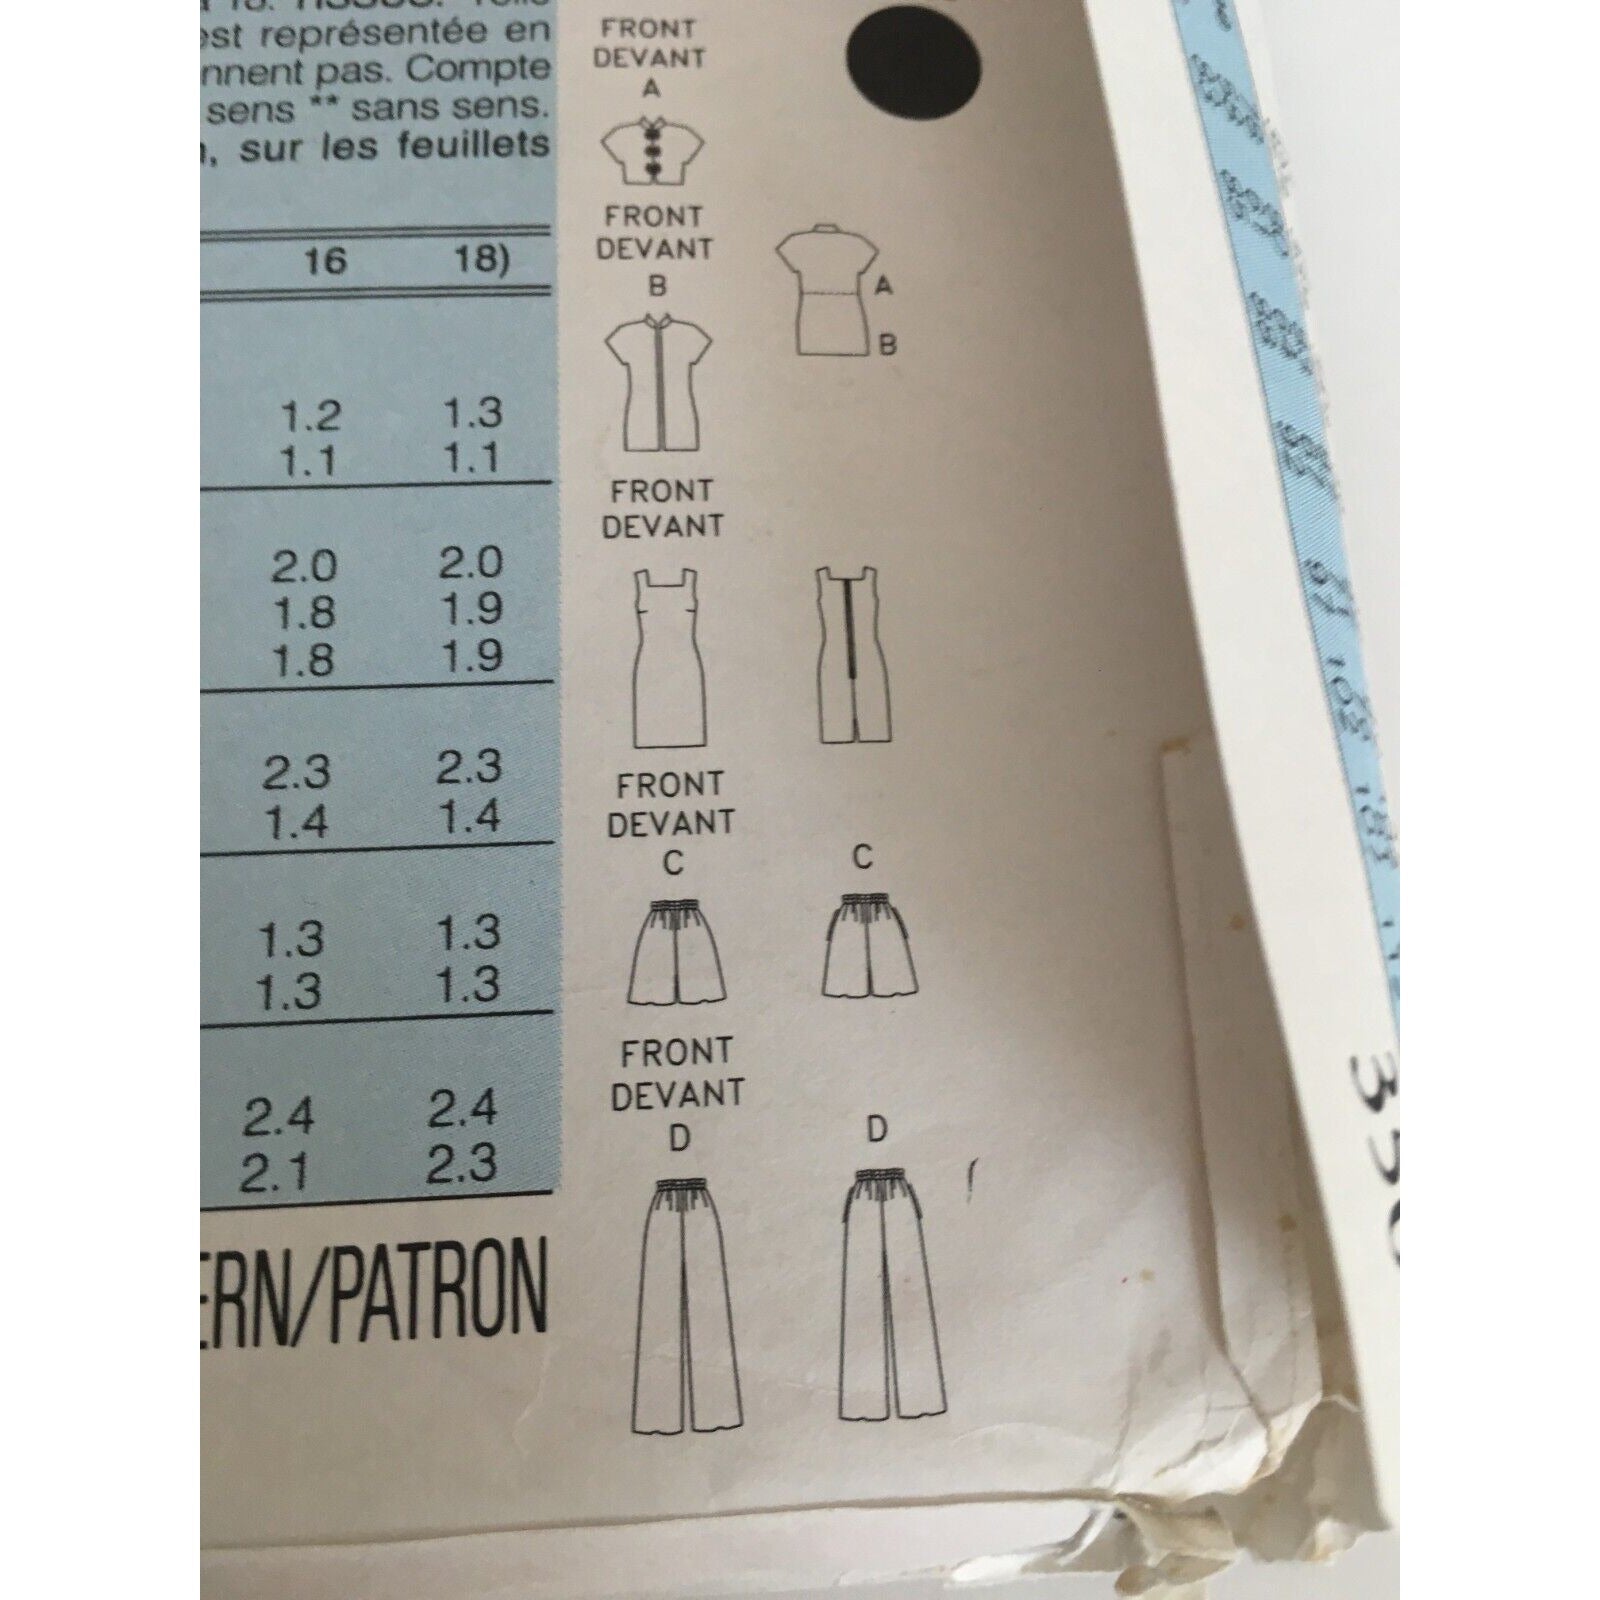 est représentée en
nnent pas. Compte
sens ** sans sens.
, sur les feuillets
16 18)
1.2 1.3
1.1 1.1
2.0 2.0
1.8 1.9
1.8 1.9
2.3 2.3
1.4 1.4
1.3 1.3
1.3 1.3
2.4 2.4
2.1 2.3
ERN/PATRON
FRONT
DEVANT
A
FRONT
DEVANT
B
A
B
FRONT
DEVANT
FRONT
DEVANT
C
C
FRONT
DEVANT
D
D